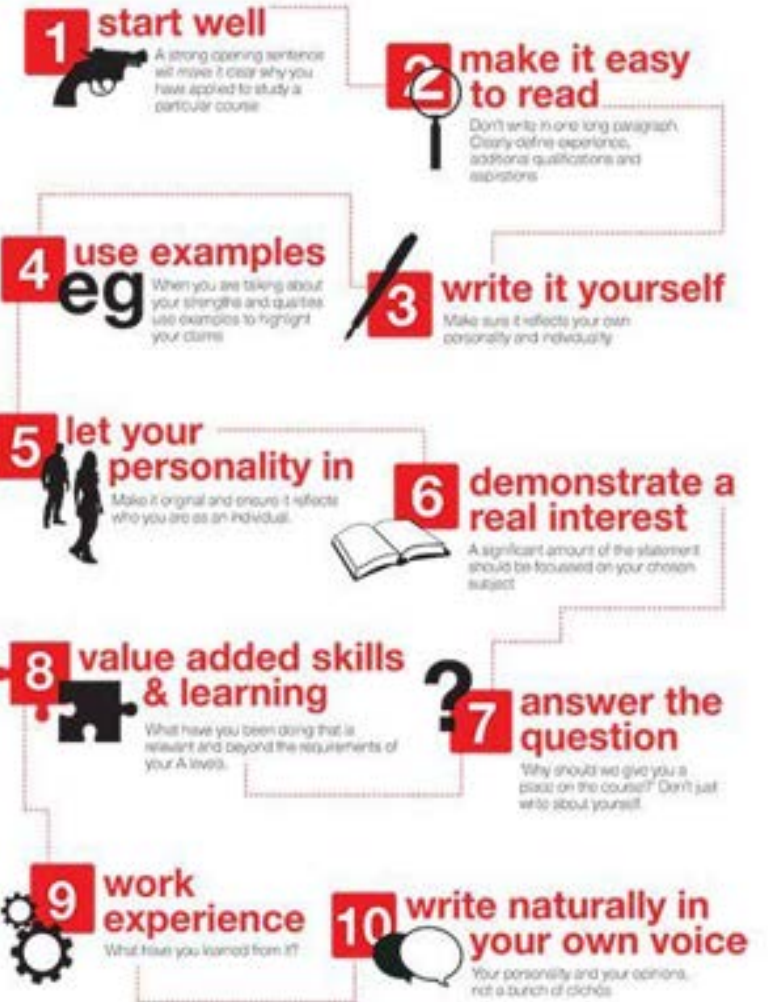 1
start well
A strong opening sentence
will make it clear why you
have applied to study a
particular course
2
make it easy
to read
Don't write in one long paragraph.
Clearly define experience,
additional qualifications and
aspirations
3
write it yourself
Make sure it reflects your own
personality and individuality
4
use examples
eg
When you are talking about
your strengths and qualities
use examples to highlight
your claims
5
let your
personality in
Make it original and ensure it reflects
who you are as an individual.
6
demonstrate a
real interest
A significant amount of the statement
should be focussed on your chosen
subject
?
7
answer the
question
'Why should we give you a
place on the course?' Don't just
write about yourself.
8
value added skills
& learning
What have you been doing that is
relevant and beyond the requirements of
your A levels.
9
work
experience
What have you learned from it?
10
write naturally in
your own voice
Your personality and your opinions,
not a bunch of clichés